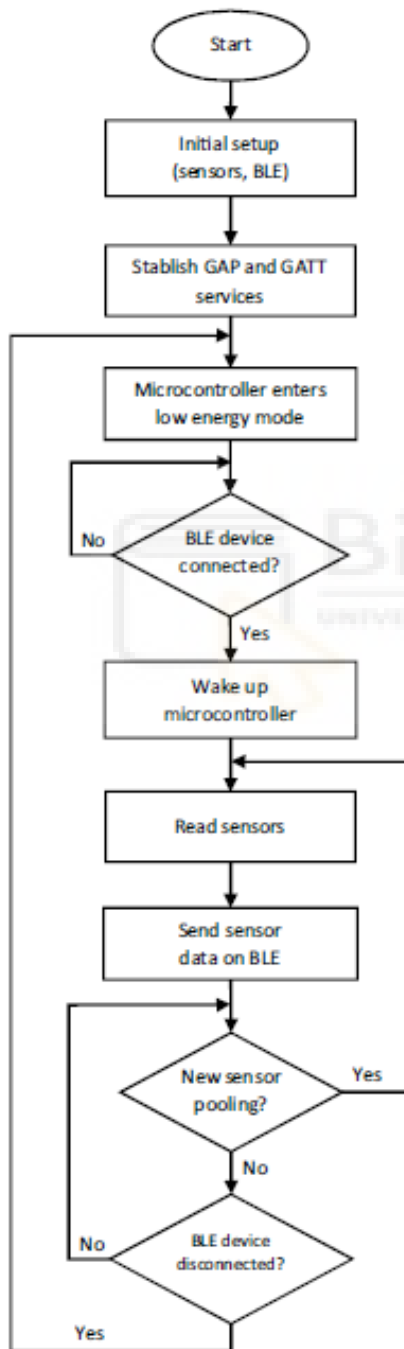 Start
Initial setup
(sensors, BLE)
Stablish GAP and GATT
services
Microcontroller enters
low energy mode
No
BLE device
connected?
Yes
Wake up
microcontroller
Read sensors
Send sensor
data on BLE
New sensor
pooling?
Yes
No
BLE device
disconnected?
No
Yes